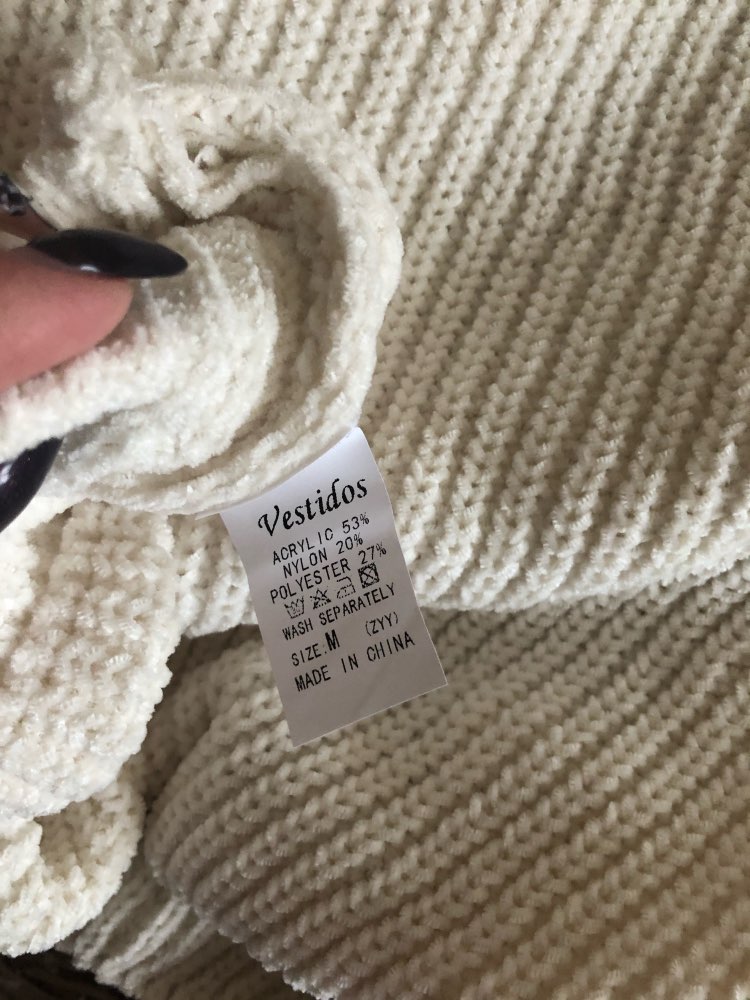 Vestidos
ACRYLIC 53%
NYLON 20%
POLYESTER 27%
WASH SEPARATELY
SIZE:M (ZYY)
MADE IN CHINA